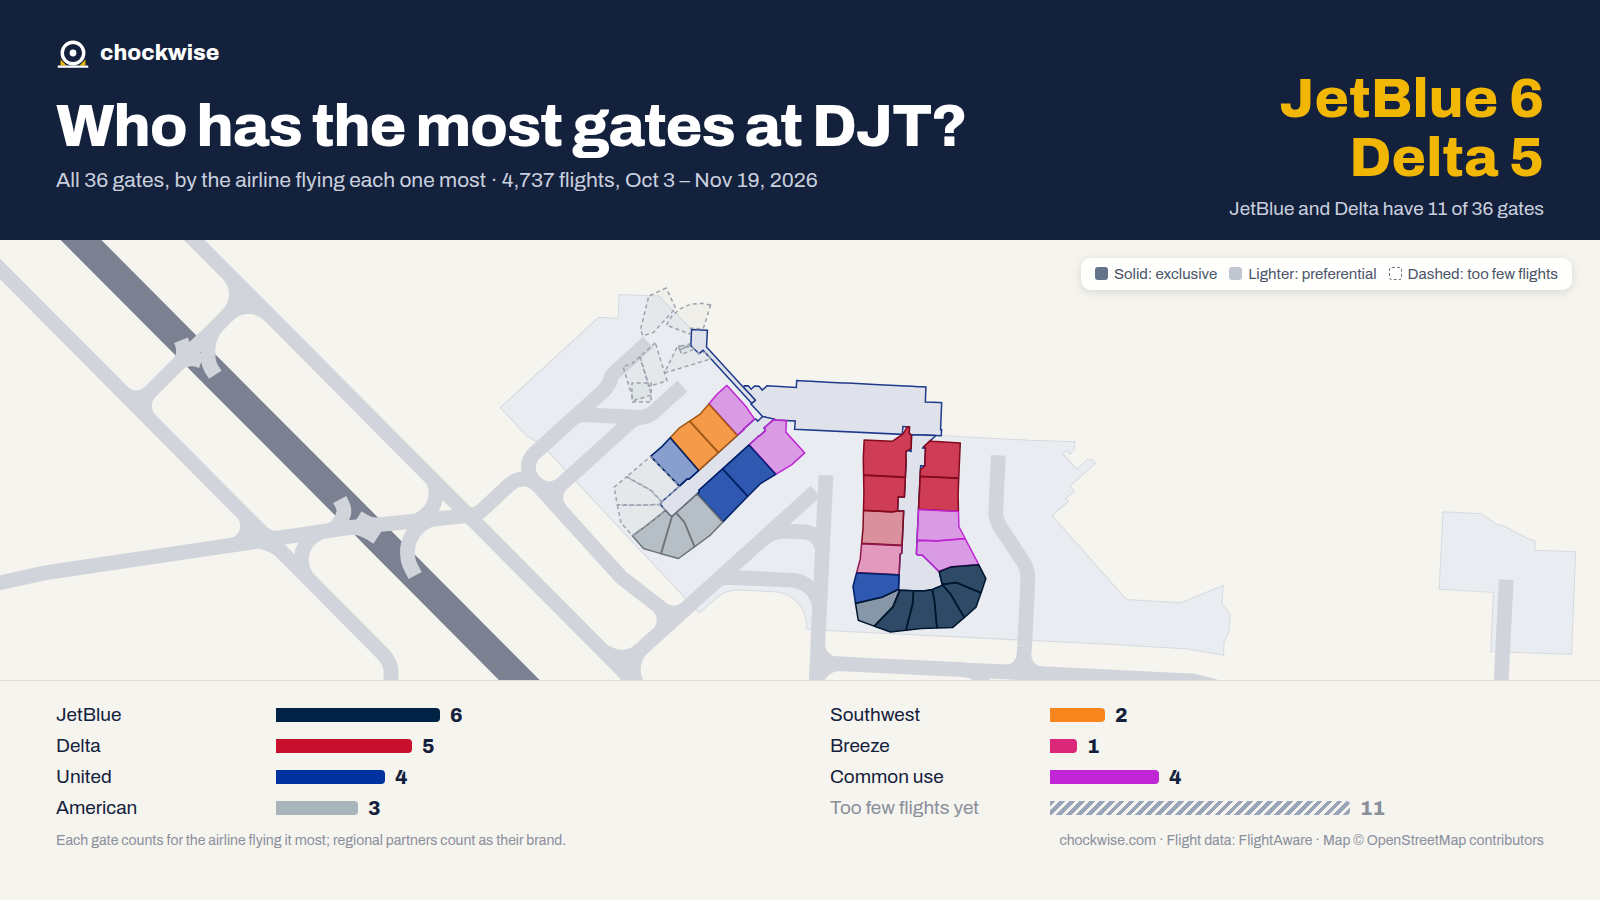 chockwise
Who has the most gates at DJT?
All 36 gates, by the airline flying each one most · 4,737 flights, Oct 3 – Nov 19, 2026
JetBlue 6
Delta 5
JetBlue and Delta have 11 of 36 gates
Solid: exclusive Lighter: preferential Dashed: too few flights
JetBlue 6
Delta 5
United 4
American 3
Southwest 2
Breeze 1
Common use 4
Too few flights yet 11
Each gate counts for the airline flying it most; regional partners count as their brand.
chockwise.com · Flight data: FlightAware · Map © OpenStreetMap contributors